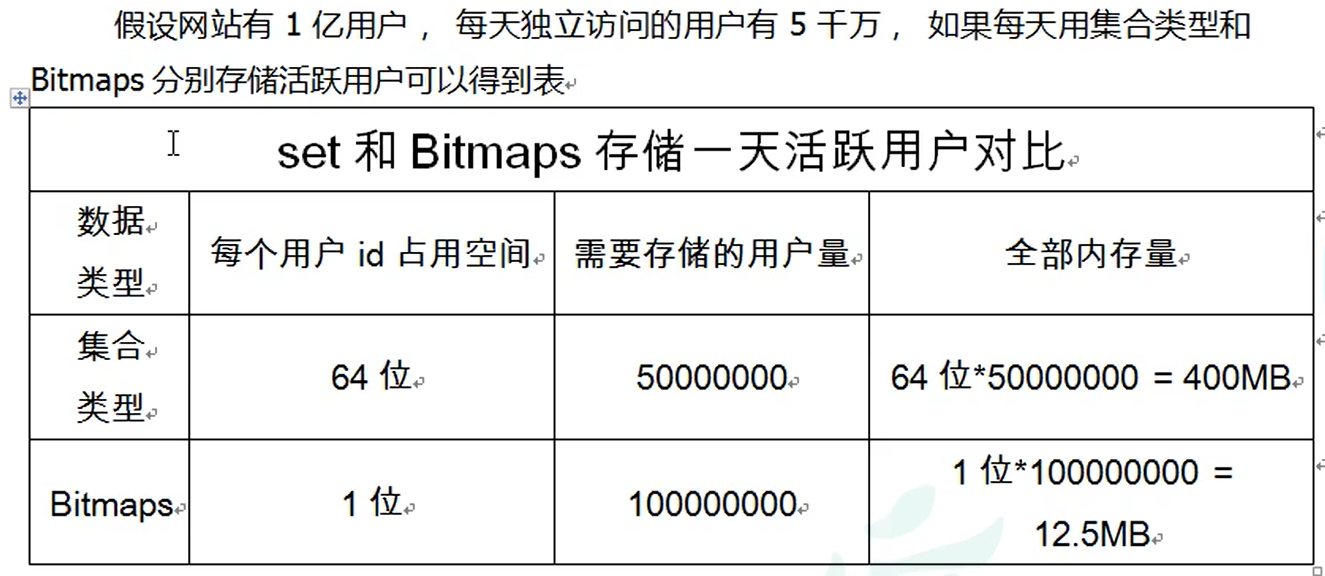 假设网站有 1 亿用户 ， 每天独立访问的用户有 5 千万 ， 如果每天用集合类型和
Bitmaps 分别存储活跃用户可以得到表
set 和 Bitmaps 存储一天活跃用户对比
数据
类型
每个用户 id 占用空间
需要存储的用户量
全部内存量
集合
类型
64 位
50000000
64 位*50000000 = 400MB
Bitmaps
1 位
100000000
1 位*100000000 =
12.5MB